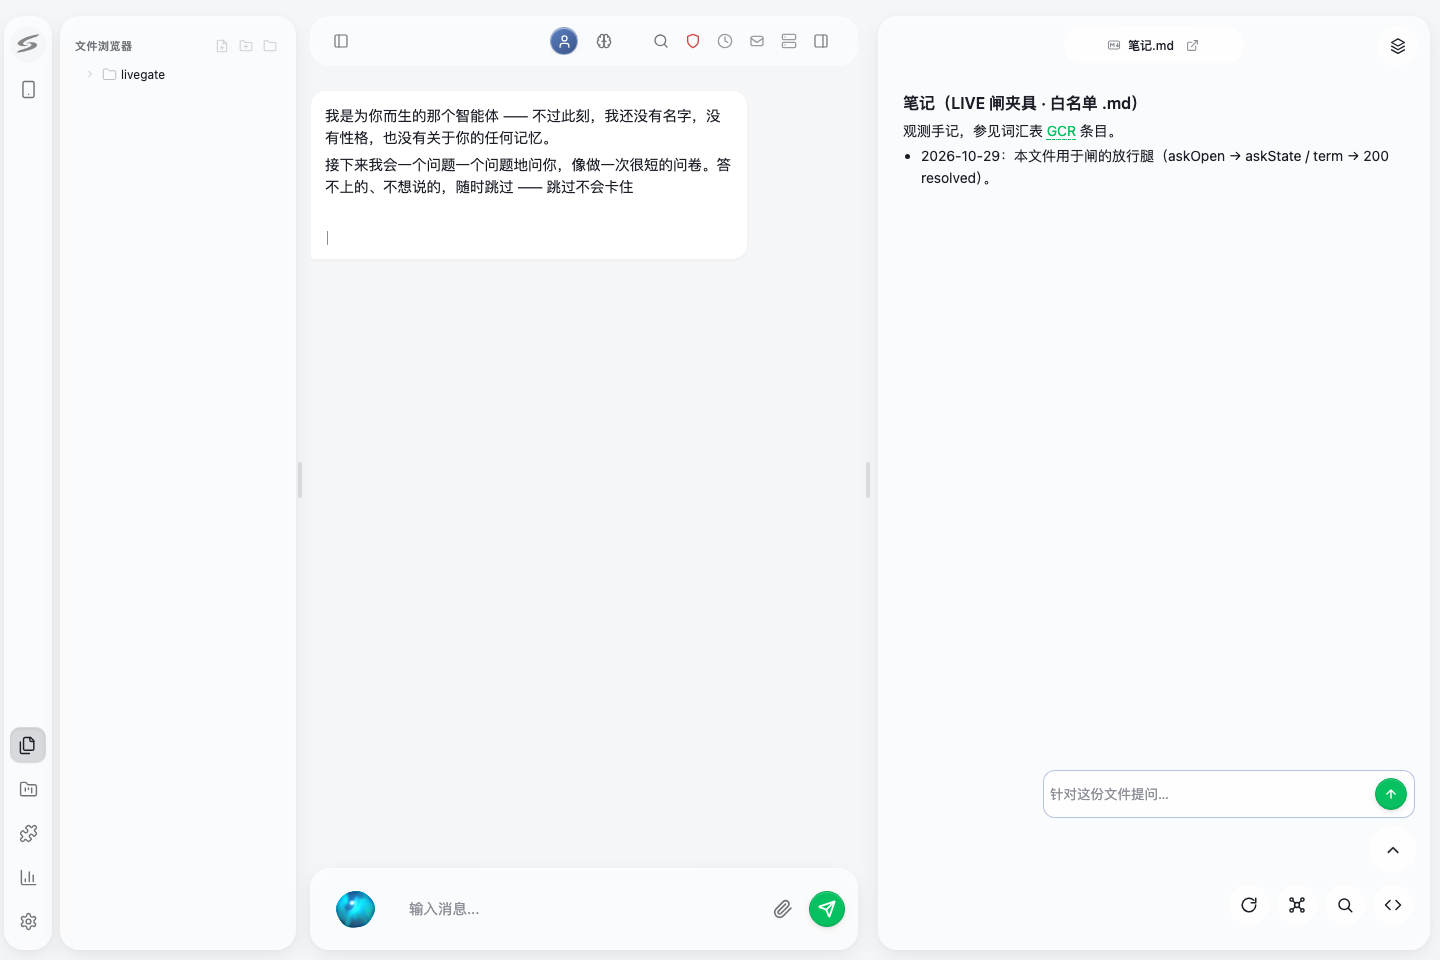 文件浏览器
livegate
我是为你而生的那个智能体 —— 不过此刻，我还没有名字，没
有性格，也没有关于你的任何记忆。
接下来我会一个问题一个问题地问你，像做一次很短的问卷。答
不上的、不想说的，随时跳过 —— 跳过不会卡住
输入消息...
笔记.md
笔记（LIVE 闸夹具 · 白名单 .md）
观测手记，参见词汇表 GCR 条目。
• 2026-10-29：本文件用于闸的放行腿（askOpen → askState / term → 200
resolved）。
针对这份文件提问...